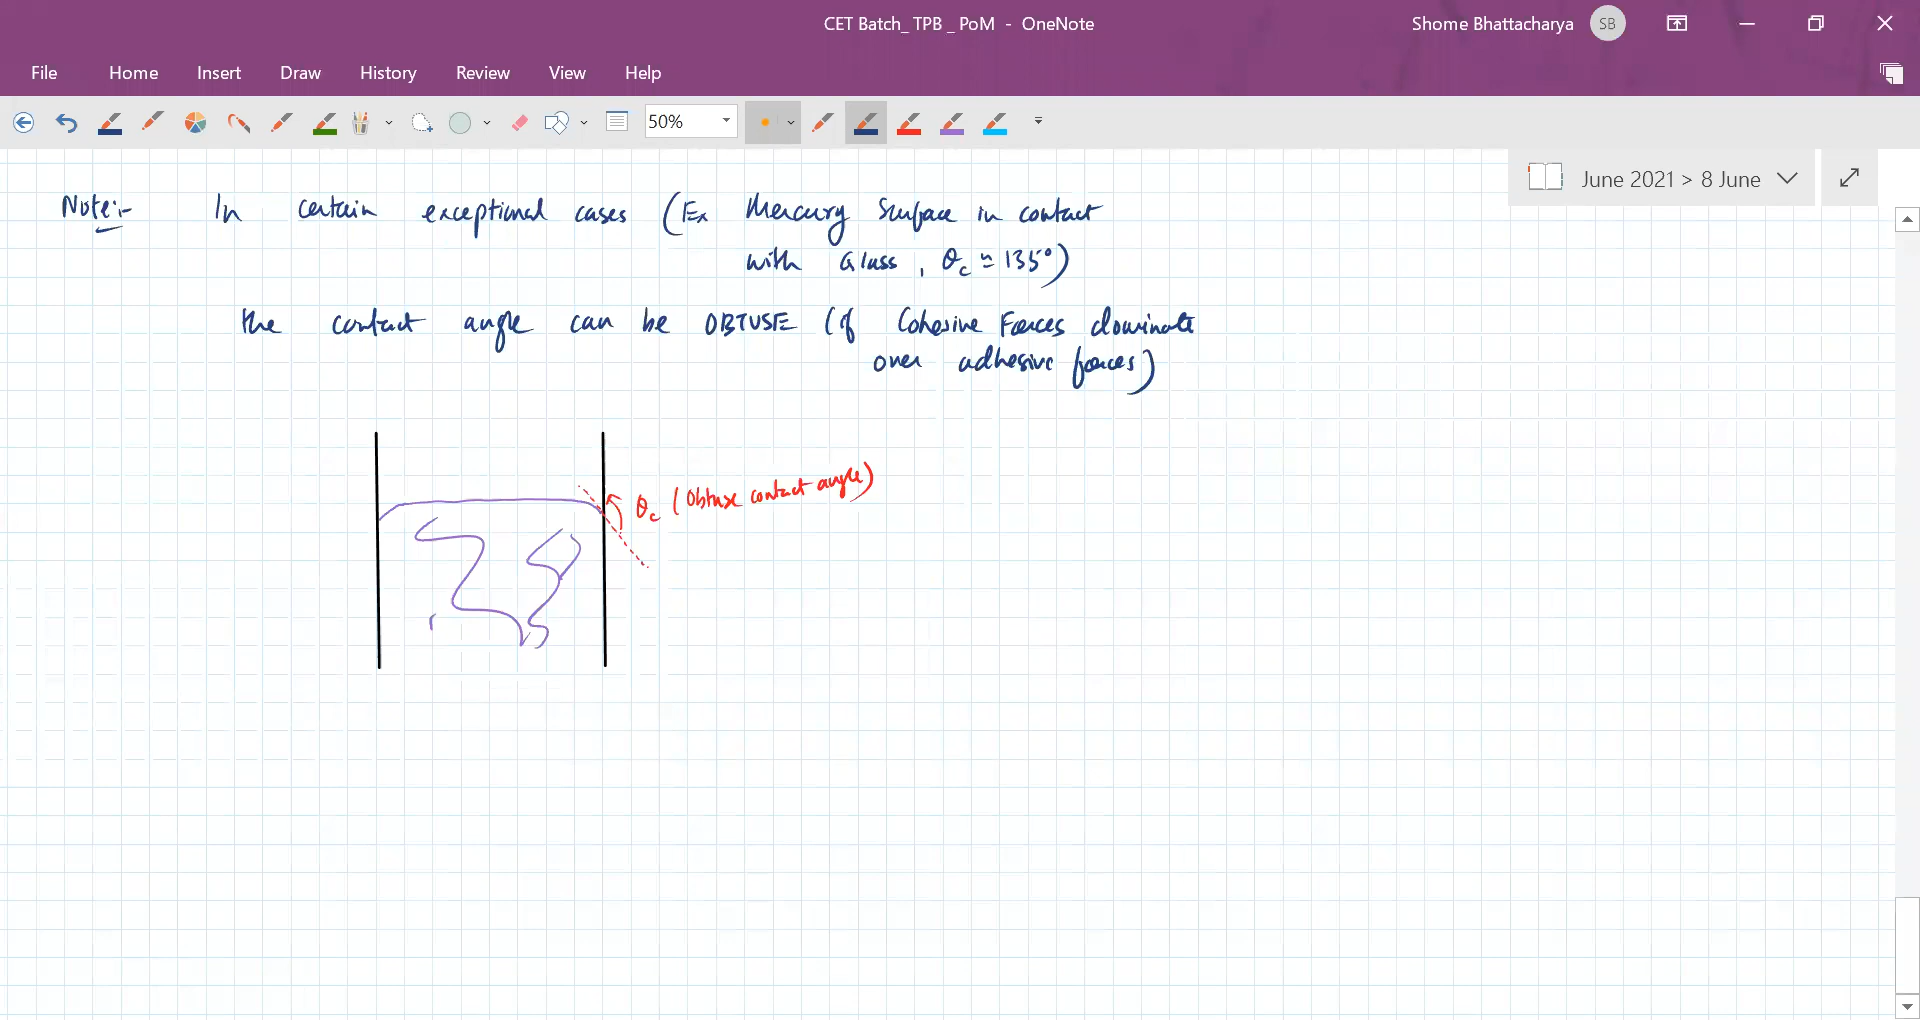 CET Batch_ TPB _ PoM - OneNote
Shome Bhattacharya SB
File Home Insert Draw History Review View Help
50%
June 2021 > 8 June
Note:- In certain exceptional cases (Ex Mercury Surface in contact
with Glass, θc ≃ 135°)
the contact angle can be OBTUSE (if Cohesive Forces dominate
over adhesive forces)
θc (Obtuse contact angle)